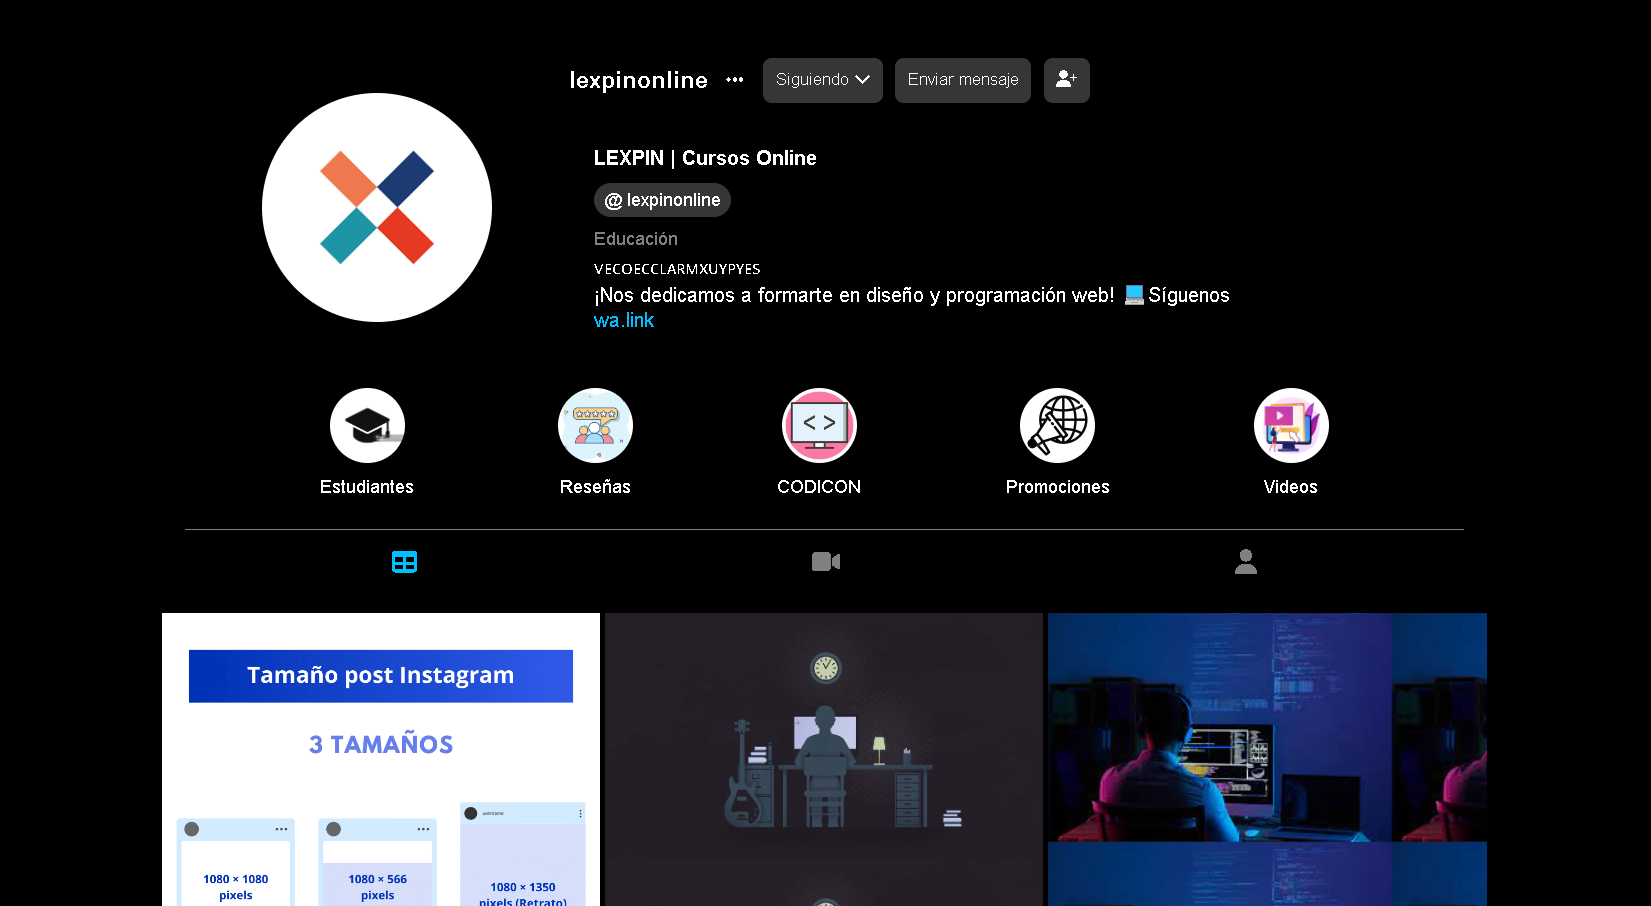 lexpinonline ···
Siguiendo
Enviar mensaje
LEXPIN | Cursos Online
@ lexpinonline
Educación
VECOECCLARMXUYPYES
¡Nos dedicamos a formarte en diseño y programación web! Síguenos
wa.link
Estudiantes
Reseñas
< >
CODICON
Promociones
Videos
Tamaño post Instagram
3 TAMAÑOS
username
1080 × 1080
pixels
1080 × 566
pixels
1080 × 1350
pixels (Retrato)